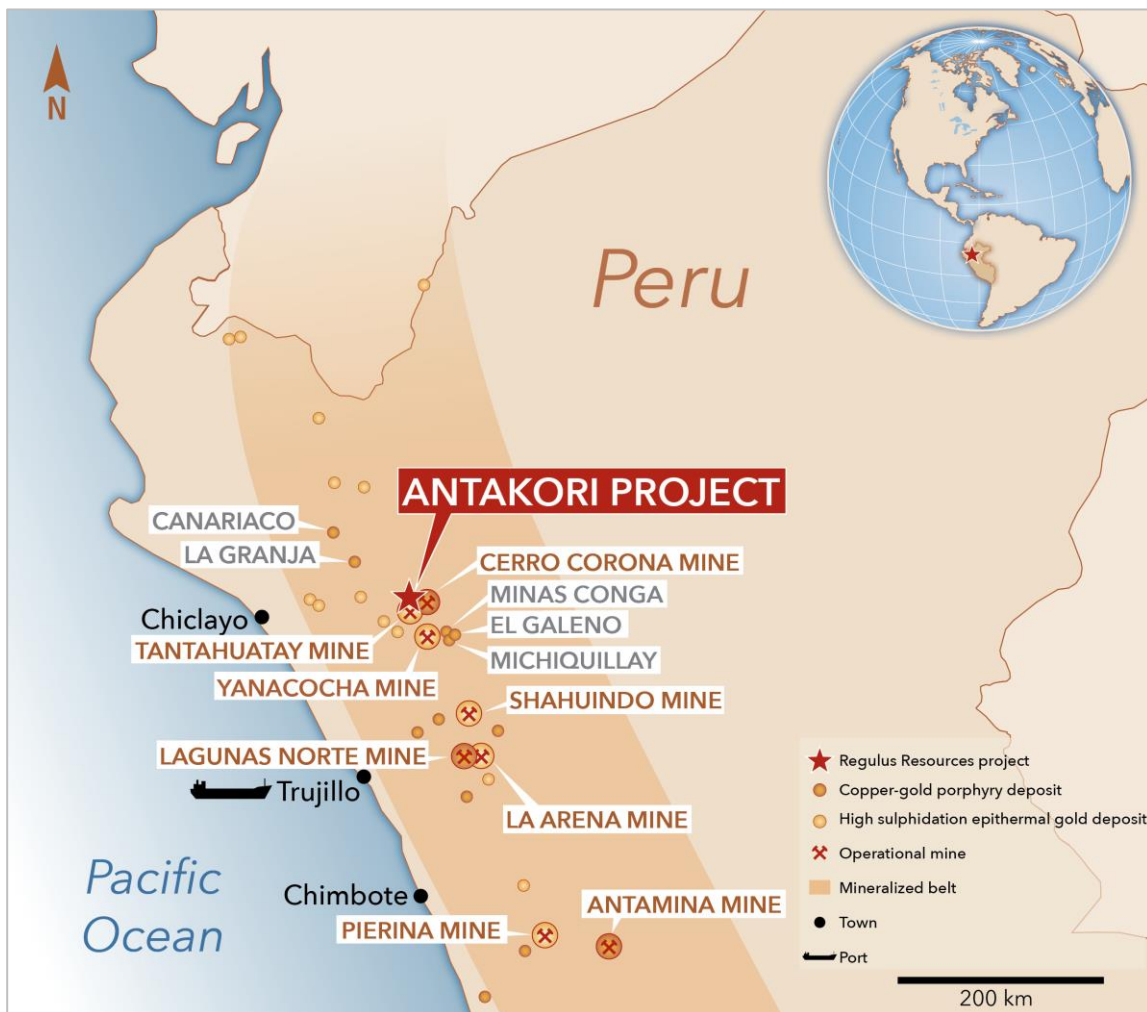 N
Peru
ANTAKORI PROJECT
CANARIACO
LA GRANJA
CERRO CORONA MINE
MINAS CONGA
Chiclayo
EL GALENO
TANTAHUATAY MINE
MICHIQUILLAY
YANACOCHA MINE
SHAHUINDO MINE
LAGUNAS NORTE MINE
Trujillo
LA ARENA MINE
Pacific
Ocean
Chimbote
ANTAMINA MINE
PIERINA MINE
Regulus Resources project
Copper-gold porphyry deposit
High sulphidation epithermal gold deposit
Operational mine
Mineralized belt
Town
Port
200 km